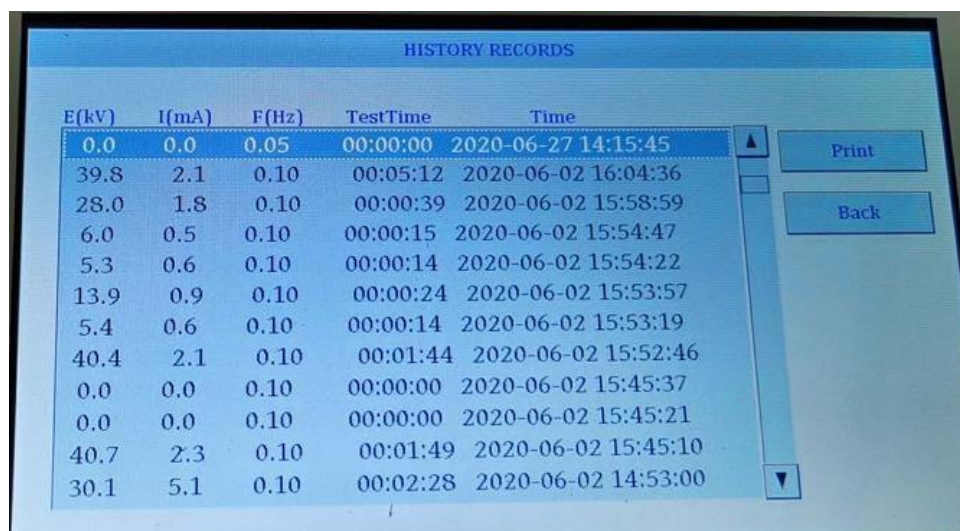 HISTORY RECORDS
E(kV) I(mA) F(Hz) TestTime Time
0.0 0.0 0.05 00:00:00 2020-06-27 14:15:45
Print
39.8 2.1 0.10 00:05:12 2020-06-02 16:04:36
28.0 1.8 0.10 00:00:39 2020-06-02 15:58:59
Back
6.0 0.5 0.10 00:00:15 2020-06-02 15:54:47
5.3 0.6 0.10 00:00:14 2020-06-02 15:54:22
13.9 0.9 0.10 00:00:24 2020-06-02 15:53:57
5.4 0.6 0.10 00:00:14 2020-06-02 15:53:19
40.4 2.1 0.10 00:01:44 2020-06-02 15:52:46
0.0 0.0 0.10 00:00:00 2020-06-02 15:45:37
0.0 0.0 0.10 00:00:00 2020-06-02 15:45:21
40.7 2.3 0.10 00:01:49 2020-06-02 15:45:10
30.1 5.1 0.10 00:02:28 2020-06-02 14:53:00